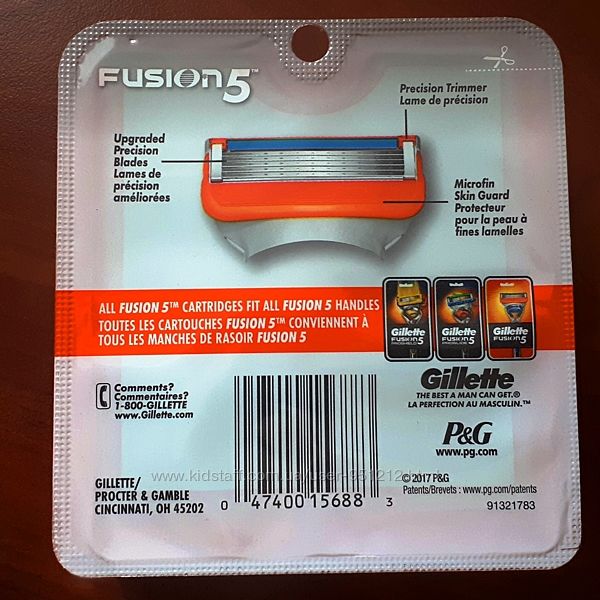 FUSION5™
Precision Trimmer
Lame de précision
Upgraded
Precision
Blades
Lames de
précision
améliorées
Microfin
Skin Guard
Protecteur
pour la peau à
fines lamelles
ALL FUSION 5™ CARTRIDGES FIT ALL FUSION 5 HANDLES
TOUTES LES CARTOUCHES FUSION 5™ CONVIENNENT À
TOUS LES MANCHES DE RASOIR FUSION 5
Gillette
FUSION5
PROSHIELD
Gillette
FUSION5
PROGLIDE
Gillette
FUSION5
Comments?
Commentaires?
1-800-GILLETTE
www.Gillette.com
Gillette
THE BEST A MAN CAN GET.®
LA PERFECTION AU MASCULIN.™
P&G
www.pg.com
GILLETTE/
PROCTER & GAMBLE
CINCINNATI, OH 45202
0 47400 15688 3
© 2017 P&G
Patents/Brevets : www.pg.com/patents
91321783